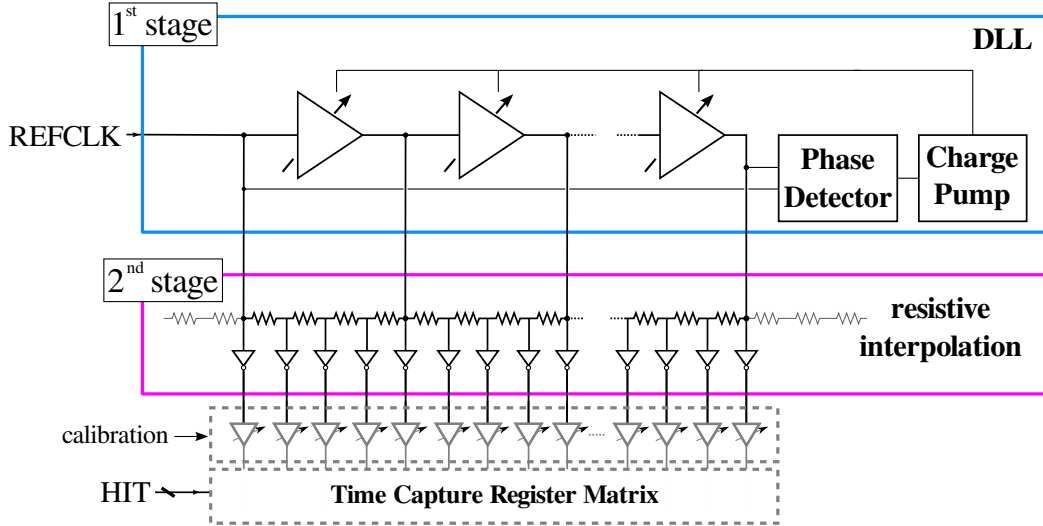 1st stage
DLL
REFCLK
Phase
Detector
Charge
Pump
2nd stage
resistive
interpolation
calibration
HIT
Time Capture Register Matrix